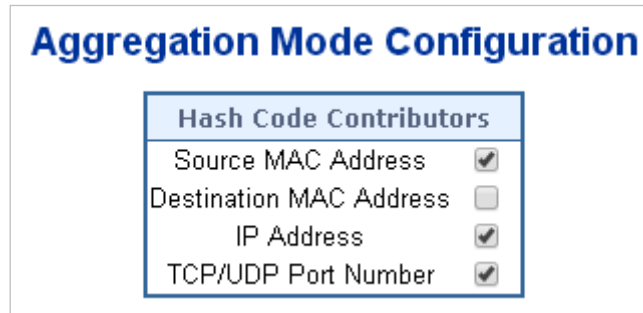 Aggregation Mode Configuration
Hash Code Contributors
Source MAC Address
Destination MAC Address
IP Address
TCP/UDP Port Number